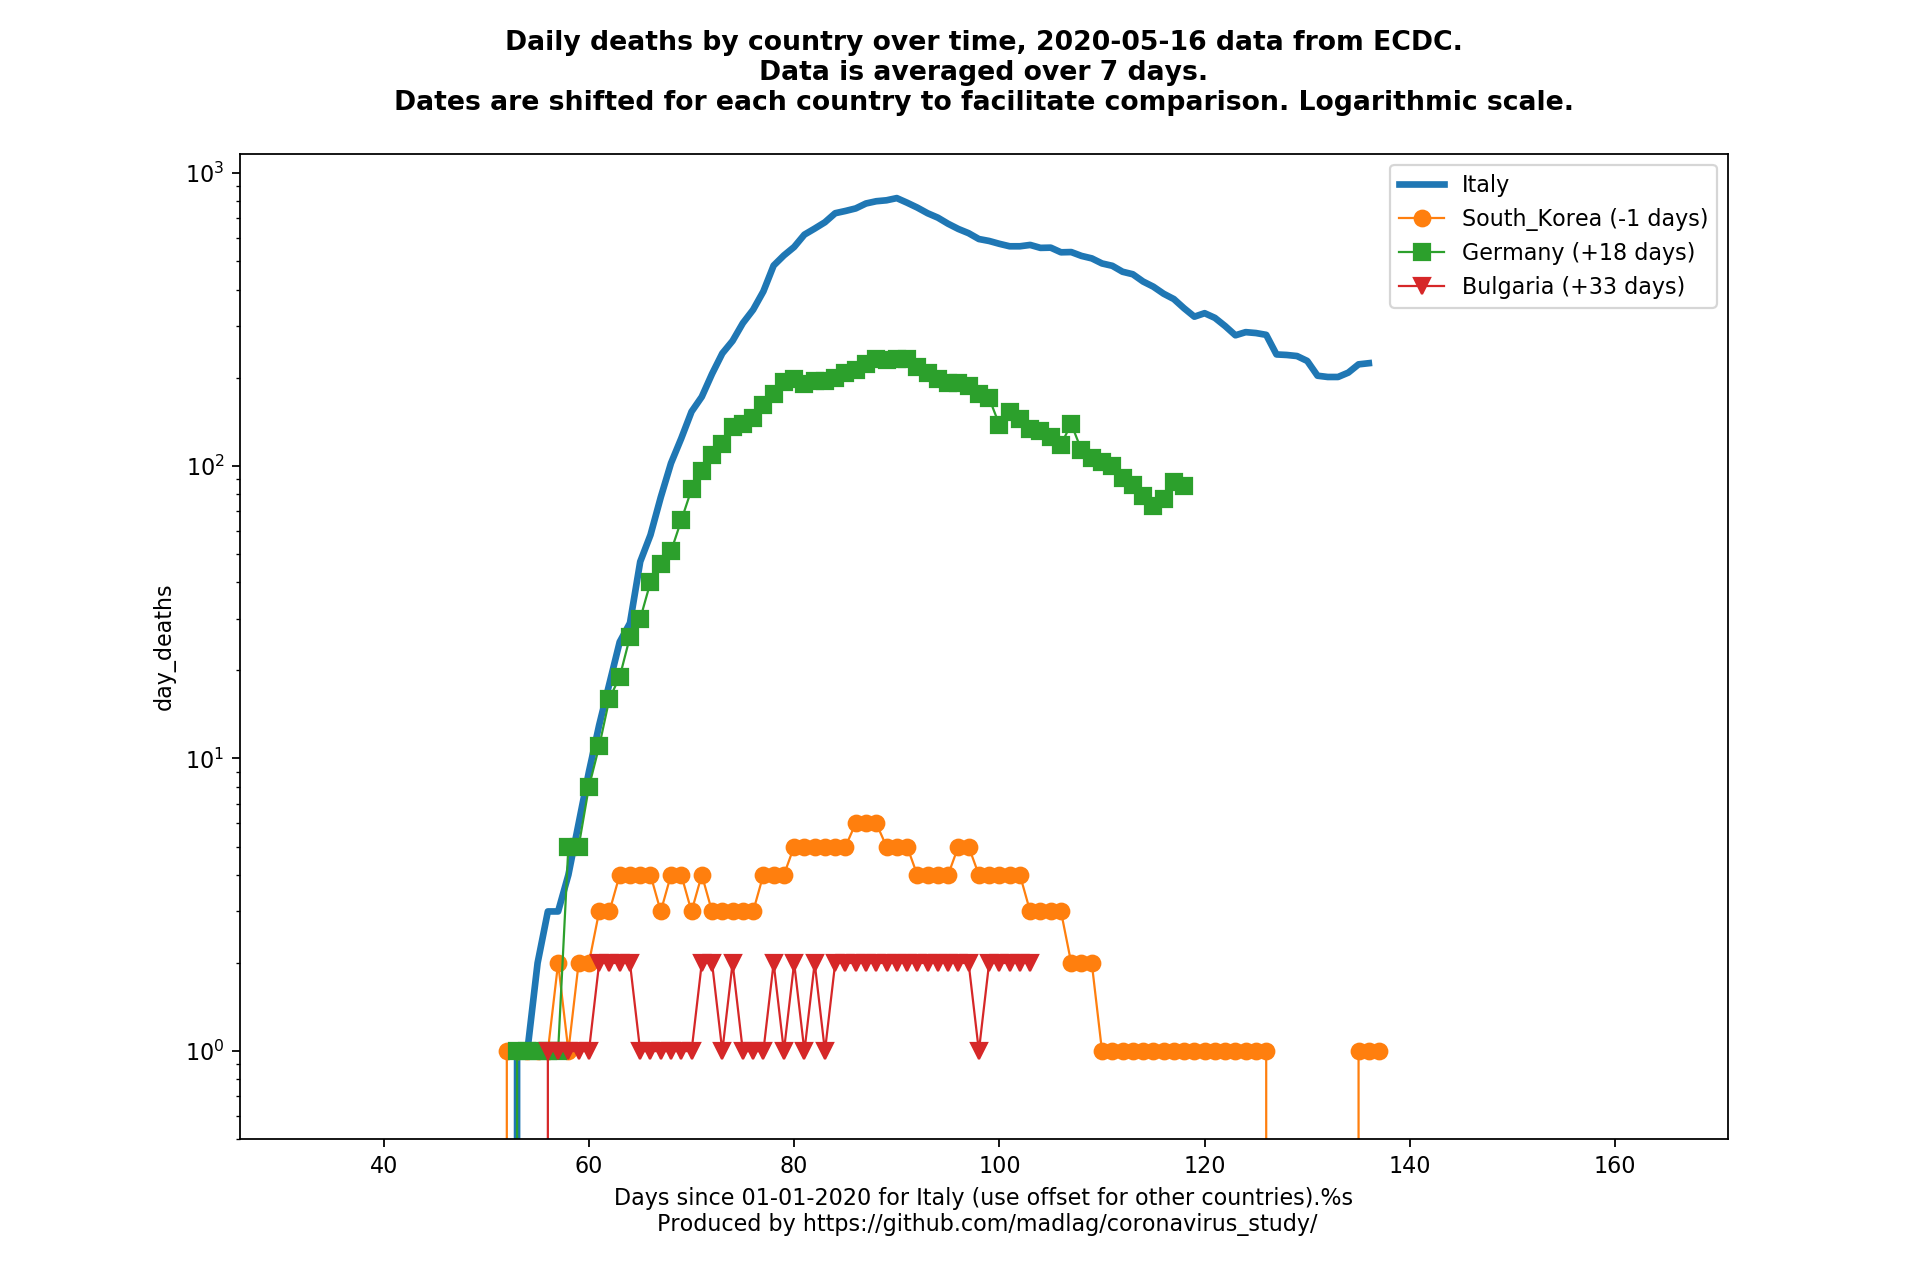 Daily deaths by country over time, 2020-05-16 data from ECDC.
Data is averaged over 7 days.
Dates are shifted for each country to facilitate comparison. Logarithmic scale.
Italy
South_Korea (-1 days)
Germany (+18 days)
Bulgaria (+33 days)
day_deaths
10³
10²
10¹
10⁰
40 60 80 100 120 140 160
Days since 01-01-2020 for Italy (use offset for other countries).%s
Produced by https://github.com/madlag/coronavirus_study/